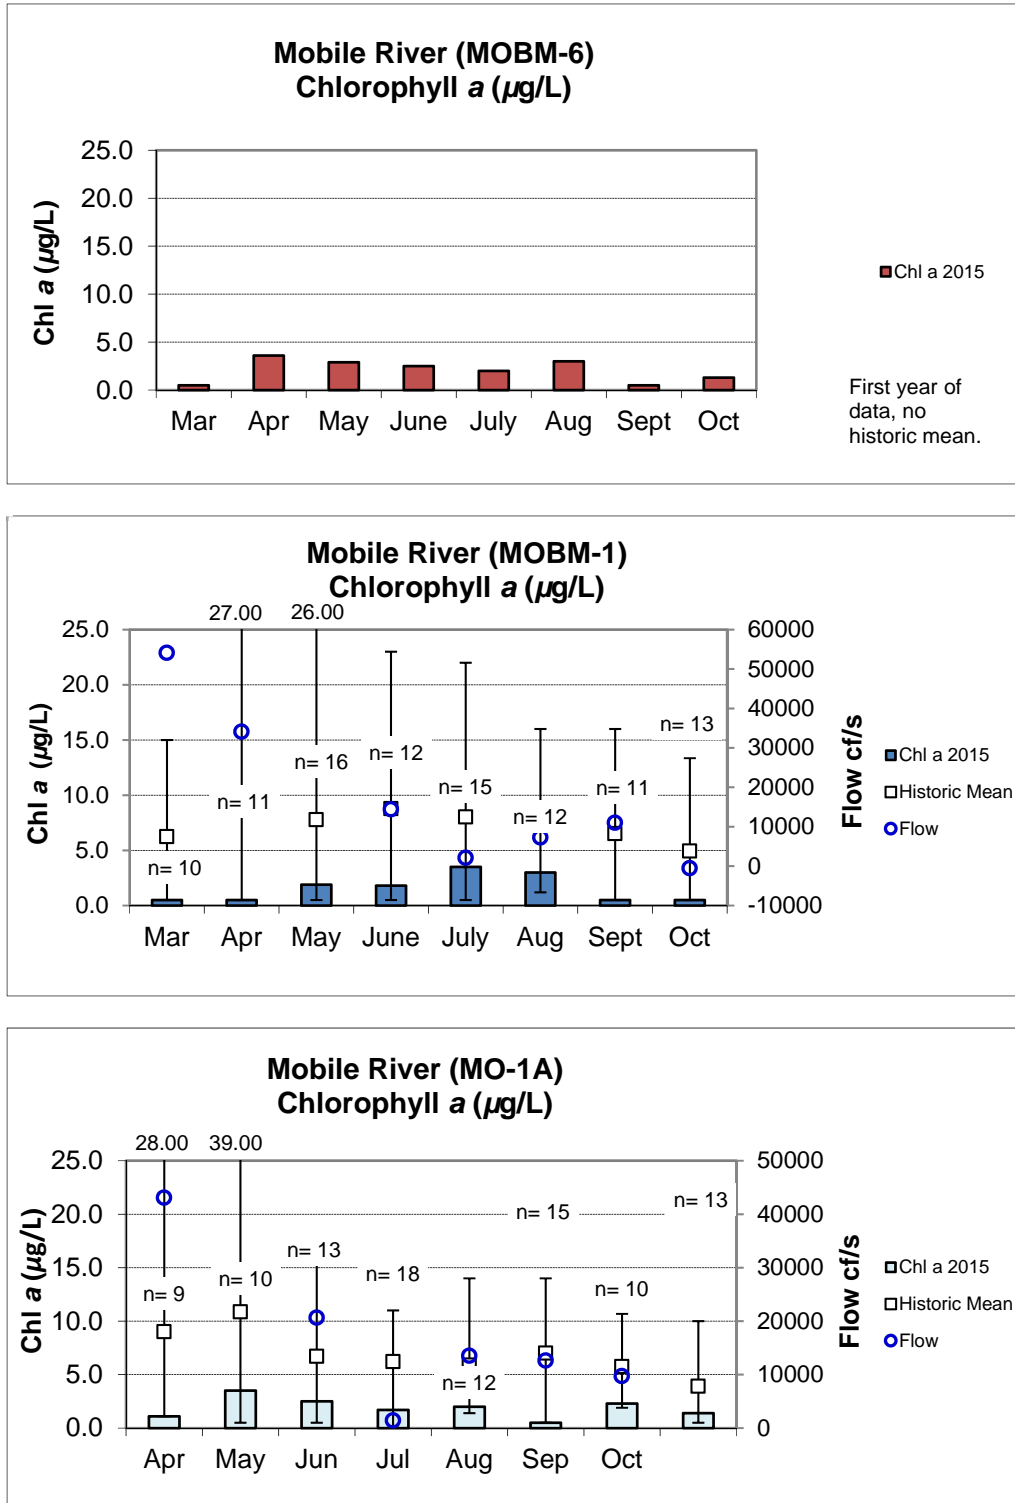 Mobile River (MOBM-6)
Chlorophyll a (µg/L)
Chl a (µg/L)
25.0
20.0
15.0
10.0
5.0
0.0
Mar Apr May June July Aug Sept Oct
Chl a 2015
First year of
data, no
historic mean.
Mobile River (MOBM-1)
Chlorophyll a (µg/L)
27.00 26.00
Chl a (µg/L)
25.0
20.0
15.0
10.0
5.0
0.0
n= 10
n= 11
n= 16
n= 12
n= 15
n= 12
n= 11
n= 13
60000
50000
40000
30000
20000
10000
0
-10000
Flow cf/s
Mar Apr May June July Aug Sept Oct
Chl a 2015
Historic Mean
Flow
Mobile River (MO-1A)
Chlorophyll a (µg/L)
28.00 39.00
Chl a (µg/L)
25.0
20.0
15.0
10.0
5.0
0.0
n= 9
n= 10
n= 13
n= 18
n= 12
n= 15
n= 10
n= 13
50000
40000
30000
20000
10000
0
Flow cf/s
Apr May Jun Jul Aug Sep Oct
Chl a 2015
Historic Mean
Flow